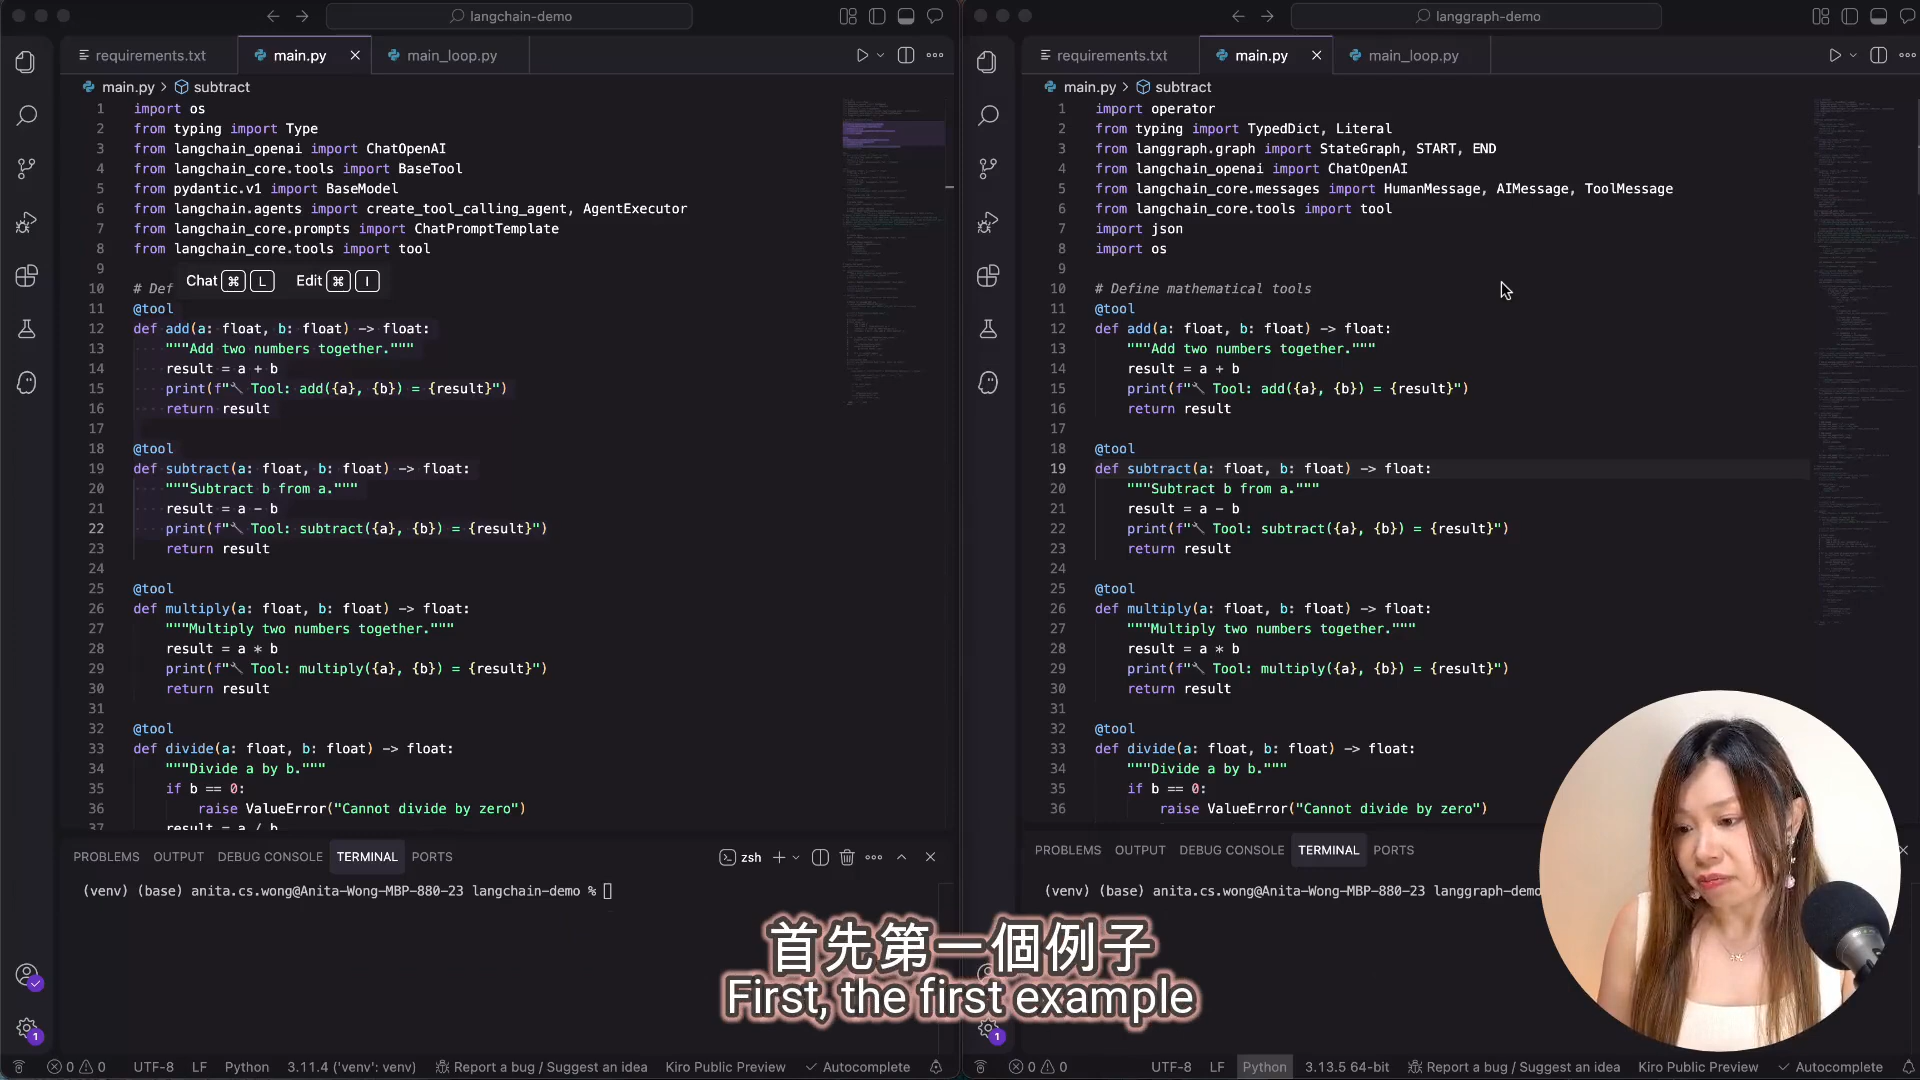 langchain-demo
requirements.txt
main.py
main_loop.py
main.py > subtract
1 import os
2 from typing import Type
3 from langchain_openai import ChatOpenAI
4 from langchain_core.tools import BaseTool
5 from pydantic.v1 import BaseModel
6 from langchain.agents import create_tool_calling_agent, AgentExecutor
7 from langchain_core.prompts import ChatPromptTemplate
8 from langchain_core.tools import tool
9
Chat ⌘ L Edit ⌘ I
10 # Def
11 @tool
12 def add(a: float, b: float) -> float:
13 """Add two numbers together."""
14 result = a + b
15 print(f"🔧 Tool: add({a}, {b}) = {result}")
16 return result
17
18 @tool
19 def subtract(a: float, b: float) -> float:
20 """Subtract b from a."""
21 result = a - b
22 print(f"🔧 Tool: subtract({a}, {b}) = {result}")
23 return result
24
25 @tool
26 def multiply(a: float, b: float) -> float:
27 """Multiply two numbers together."""
28 result = a * b
29 print(f"🔧 Tool: multiply({a}, {b}) = {result}")
30 return result
31
32 @tool
33 def divide(a: float, b: float) -> float:
34 """Divide a by b."""
35 if b == 0:
36 raise ValueError("Cannot divide by zero")
37 result = a / b
PROBLEMS OUTPUT DEBUG CONSOLE TERMINAL PORTS
zsh
(venv) (base) anita.cs.wong@Anita-Wong-MBP-880-23 langchain-demo %
1
0 0 UTF-8 LF Python 3.11.4 ('venv': venv) Report a bug / Suggest an idea Kiro Public Preview Autocomplete
langgraph-demo
requirements.txt
main.py
main_loop.py
main.py > subtract
1 import operator
2 from typing import TypedDict, Literal
3 from langgraph.graph import StateGraph, START, END
4 from langchain_openai import ChatOpenAI
5 from langchain_core.messages import HumanMessage, AIMessage, ToolMessage
6 from langchain_core.tools import tool
7 import json
8 import os
9
10 # Define mathematical tools
11 @tool
12 def add(a: float, b: float) -> float:
13 """Add two numbers together."""
14 result = a + b
15 print(f"🔧 Tool: add({a}, {b}) = {result}")
16 return result
17
18 @tool
19 def subtract(a: float, b: float) -> float:
20 """Subtract b from a."""
21 result = a - b
22 print(f"🔧 Tool: subtract({a}, {b}) = {result}")
23 return result
24
25 @tool
26 def multiply(a: float, b: float) -> float:
27 """Multiply two numbers together."""
28 result = a * b
29 print(f"🔧 Tool: multiply({a}, {b}) = {result}")
30 return result
31
32 @tool
33 def divide(a: float, b: float) -> float:
34 """Divide a by b."""
35 if b == 0:
36 raise ValueError("Cannot divide by zero")
PROBLEMS OUTPUT DEBUG CONSOLE TERMINAL PORTS
(venv) (base) anita.cs.wong@Anita-Wong-MBP-880-23 langgraph-demo
1
0 0 UTF-8 LF Python 3.13.5 64-bit Report a bug / Suggest an idea Kiro Public Preview Autocomplete
首先第一個例子
First, the first example